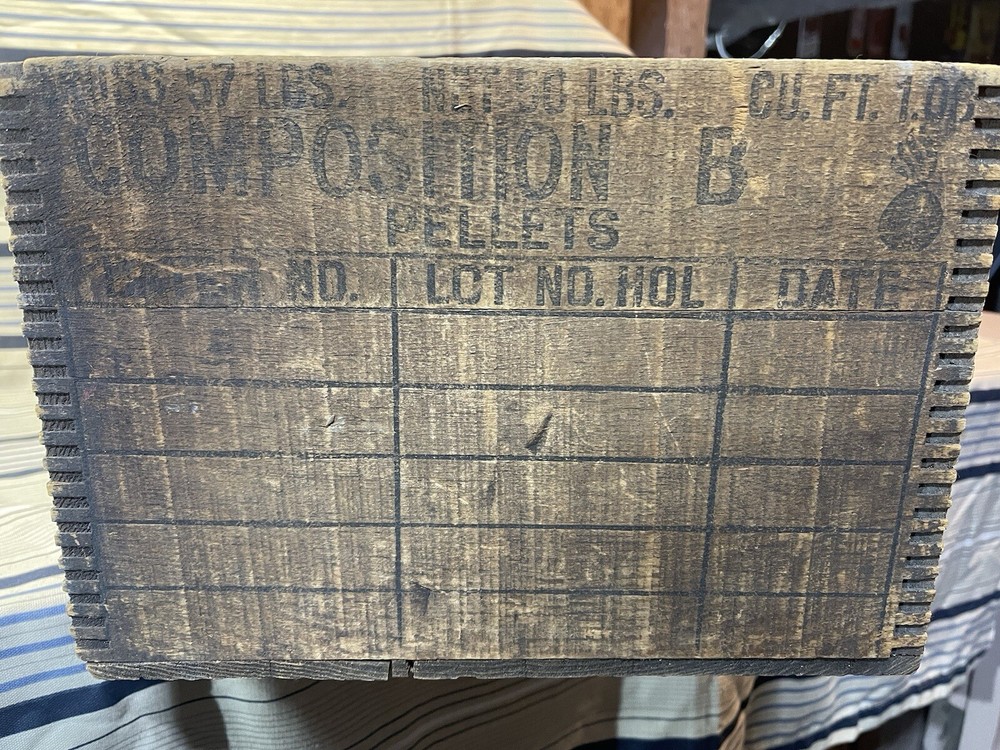 57 LBS. NET 50 LBS. CU. FT. 1.06
COMPOSITION B
PELLETS
NO. LOT NO. HOL DATE